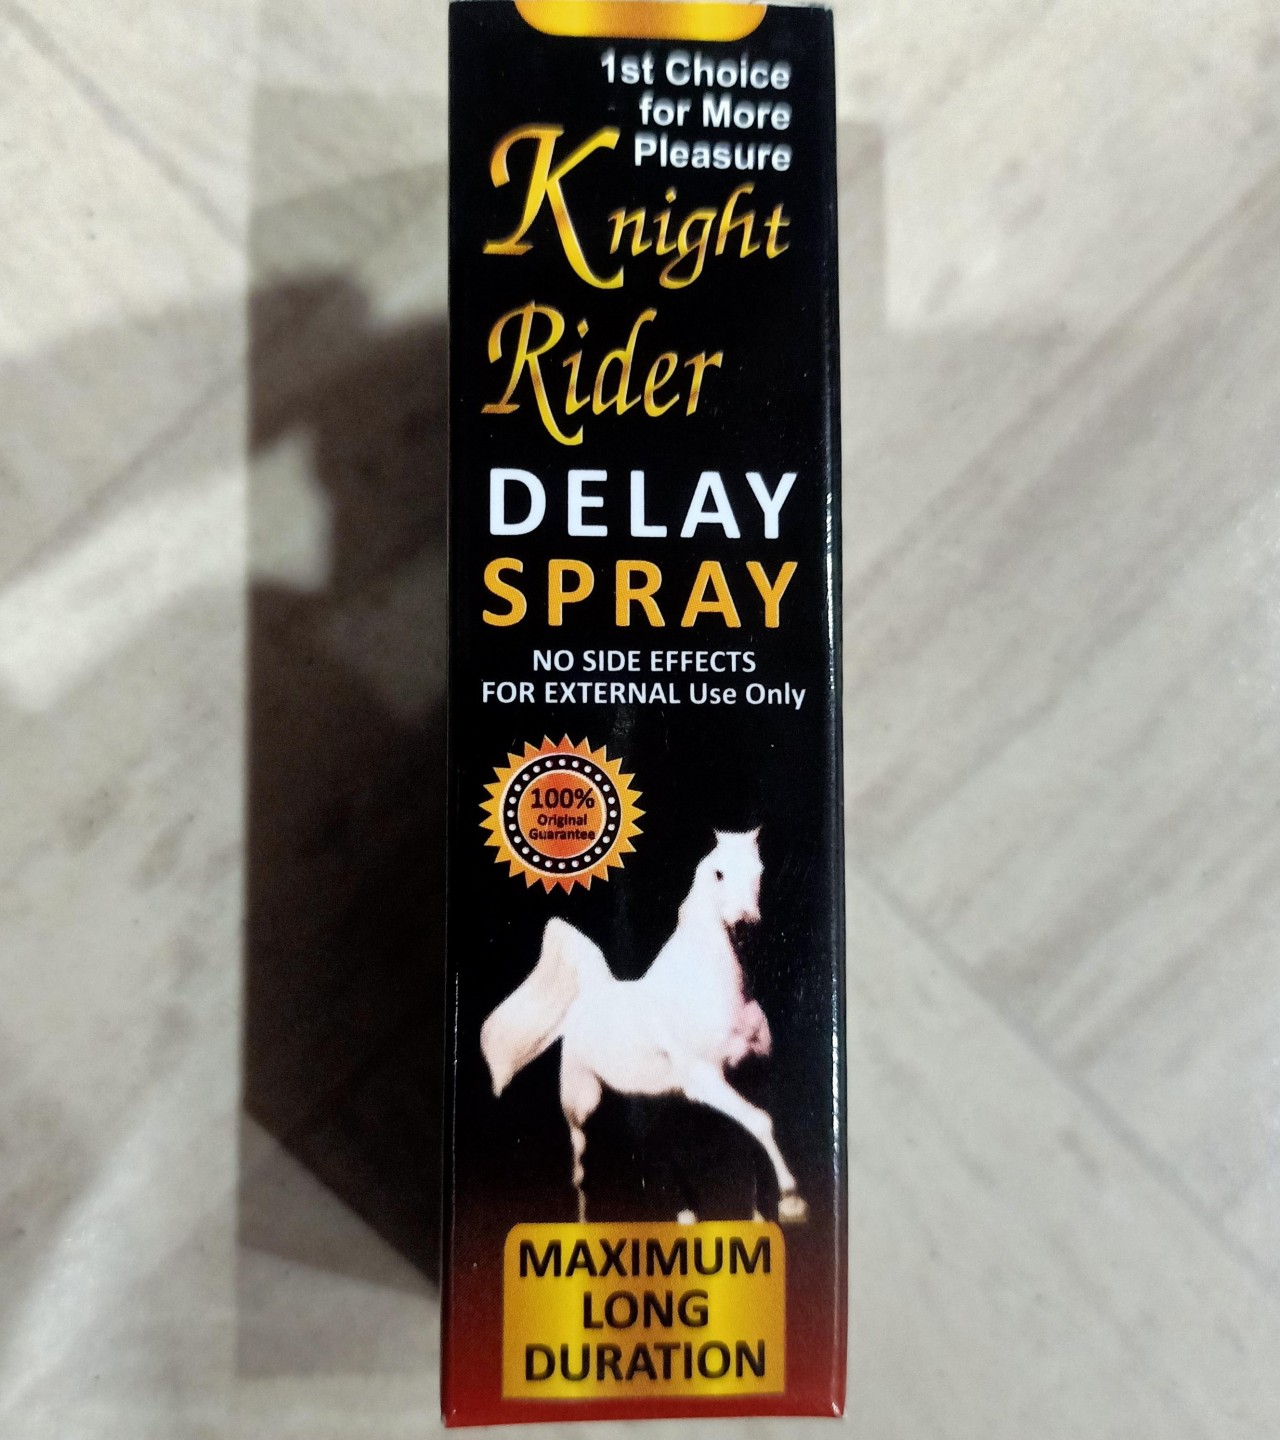 1st Choice
for More
Pleasure
Knight
Rider
DELAY
SPRAY
NO SIDE EFFECTS
FOR EXTERNAL Use Only
100%
Original
Guarantee
MAXIMUM
LONG
DURATION